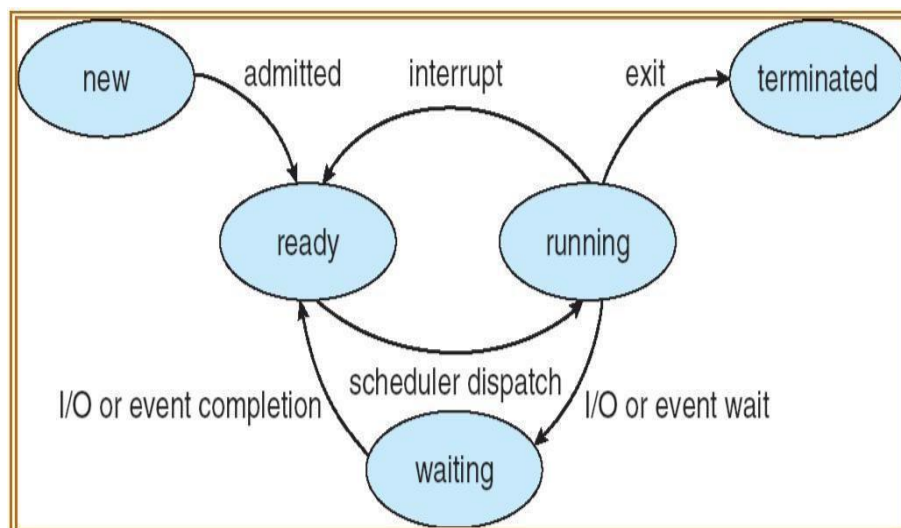 new
admitted
interrupt
exit
terminated
ready
running
scheduler dispatch
I/O or event completion
I/O or event wait
waiting